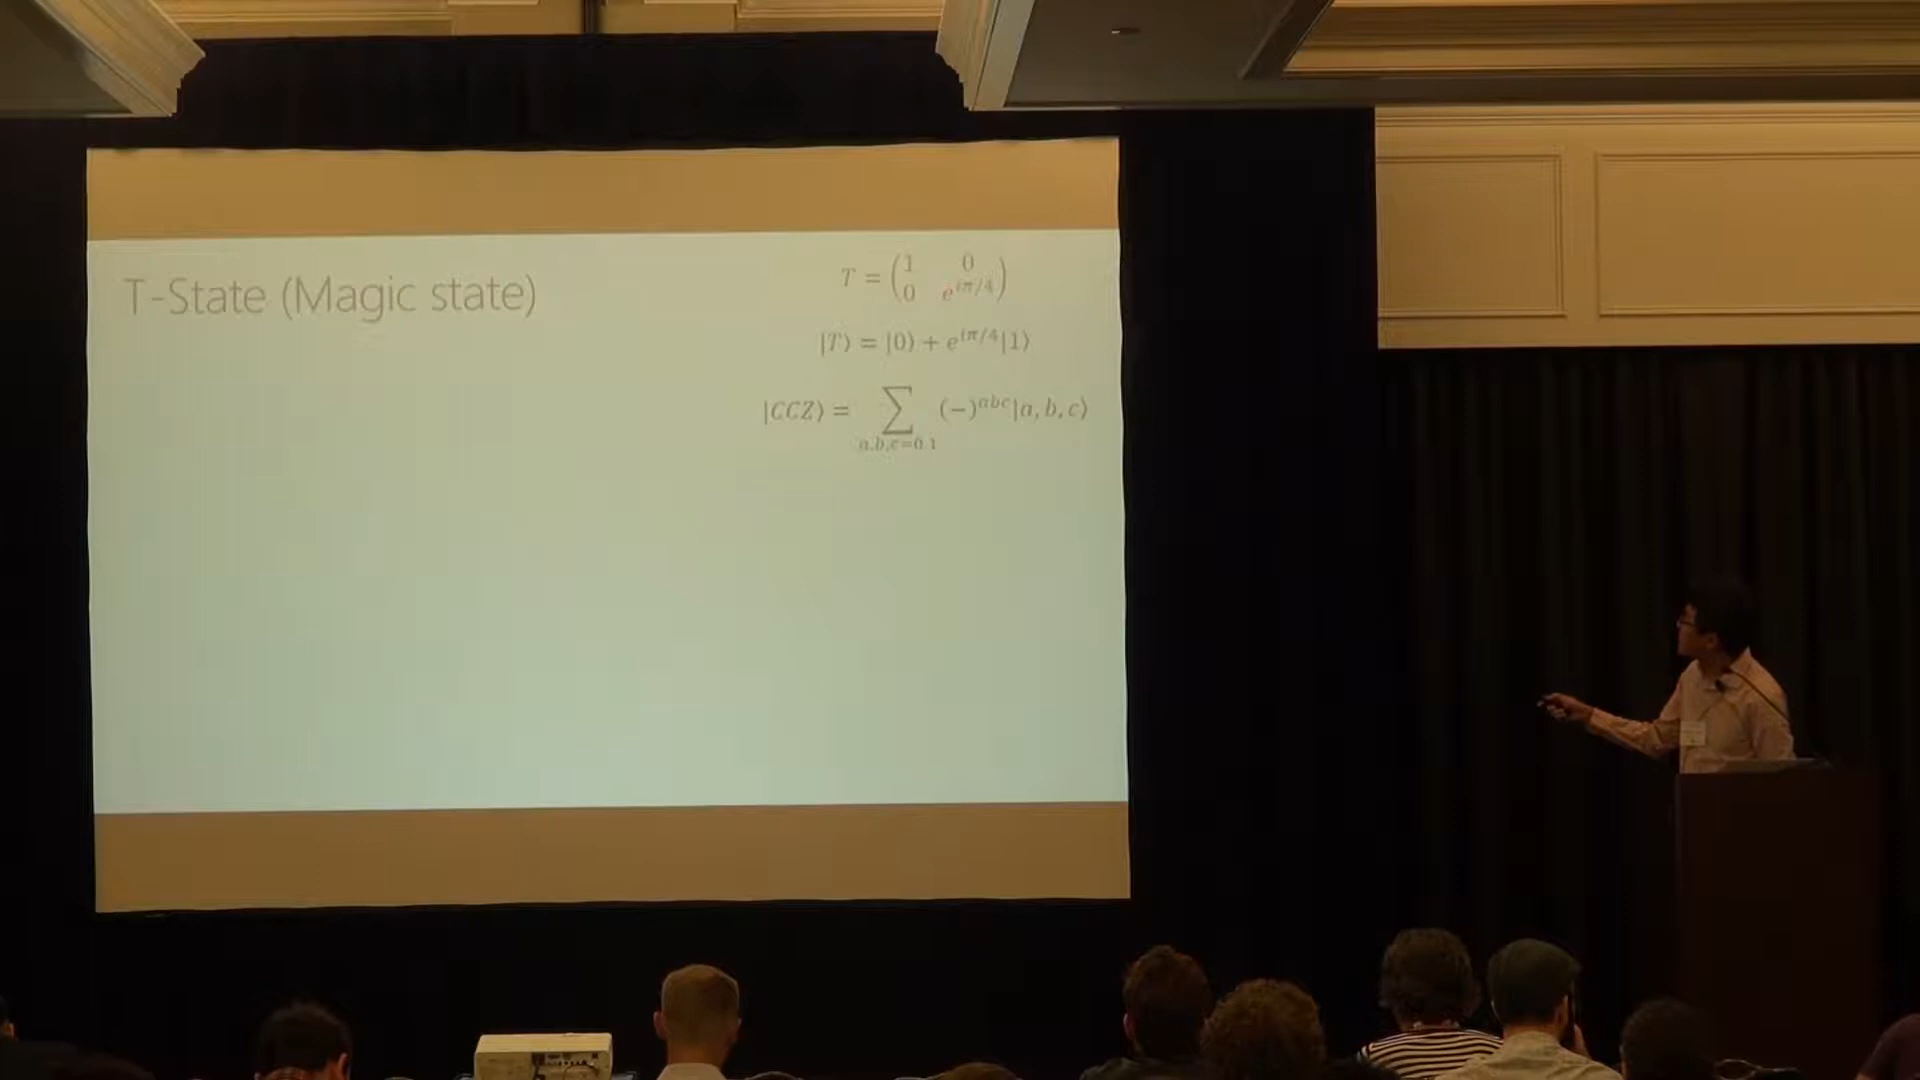 T-State (Magic state)
T = (1 0
0 e^{iπ/4})
|T⟩ = |0⟩ + e^{iπ/4}|1⟩
|CCZ⟩ = ∑ (−)^{abc}|a, b, c⟩
a,b,c=0,1